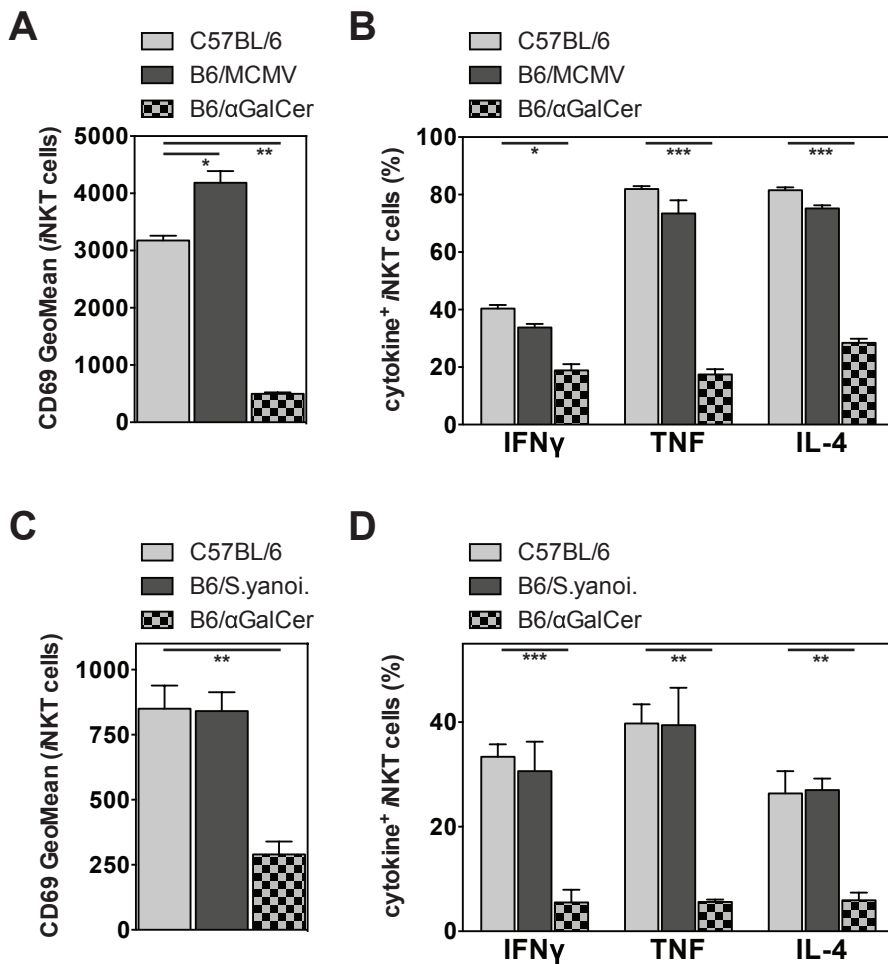 A
C57BL/6
B6/MCMV
B6/αGalCer
CD69 GeoMean (iNKT cells)
5000
4000
3000
2000
1000
0
*
**
B
C57BL/6
B6/MCMV
B6/αGalCer
cytokine⁺ iNKT cells (%)
100
80
60
40
20
0
*
***
***
IFNγ TNF IL-4
C
C57BL/6
B6/S.yanoi.
B6/αGalCer
CD69 GeoMean (iNKT cells)
1000
750
500
250
0
**
D
C57BL/6
B6/S.yanoi.
B6/αGalCer
cytokine⁺ iNKT cells (%)
40
20
0
***
**
**
IFNγ TNF IL-4